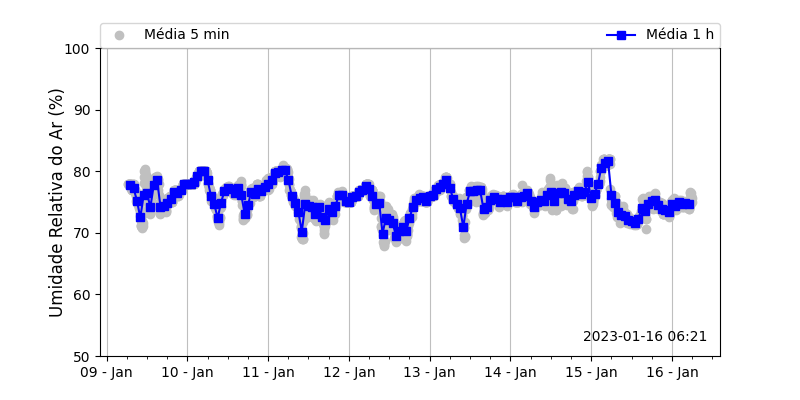 Média 5 min
Média 1 h
Umidade Relativa do Ar (%)
100
90
80
70
60
50
2023-01-16 06:21
09 - Jan
10 - Jan
11 - Jan
12 - Jan
13 - Jan
14 - Jan
15 - Jan
16 - Jan